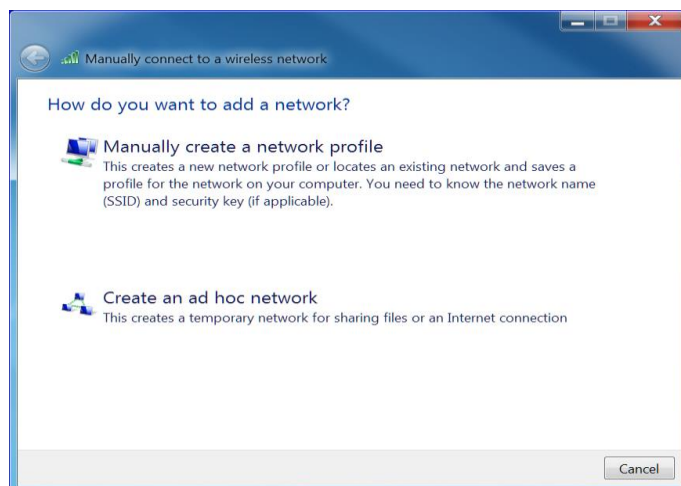 Manually connect to a wireless network
How do you want to add a network?
Manually create a network profile
This creates a new network profile or locates an existing network and saves a
profile for the network on your computer. You need to know the network name
(SSID) and security key (if applicable).
Create an ad hoc network
This creates a temporary network for sharing files or an Internet connection
Cancel